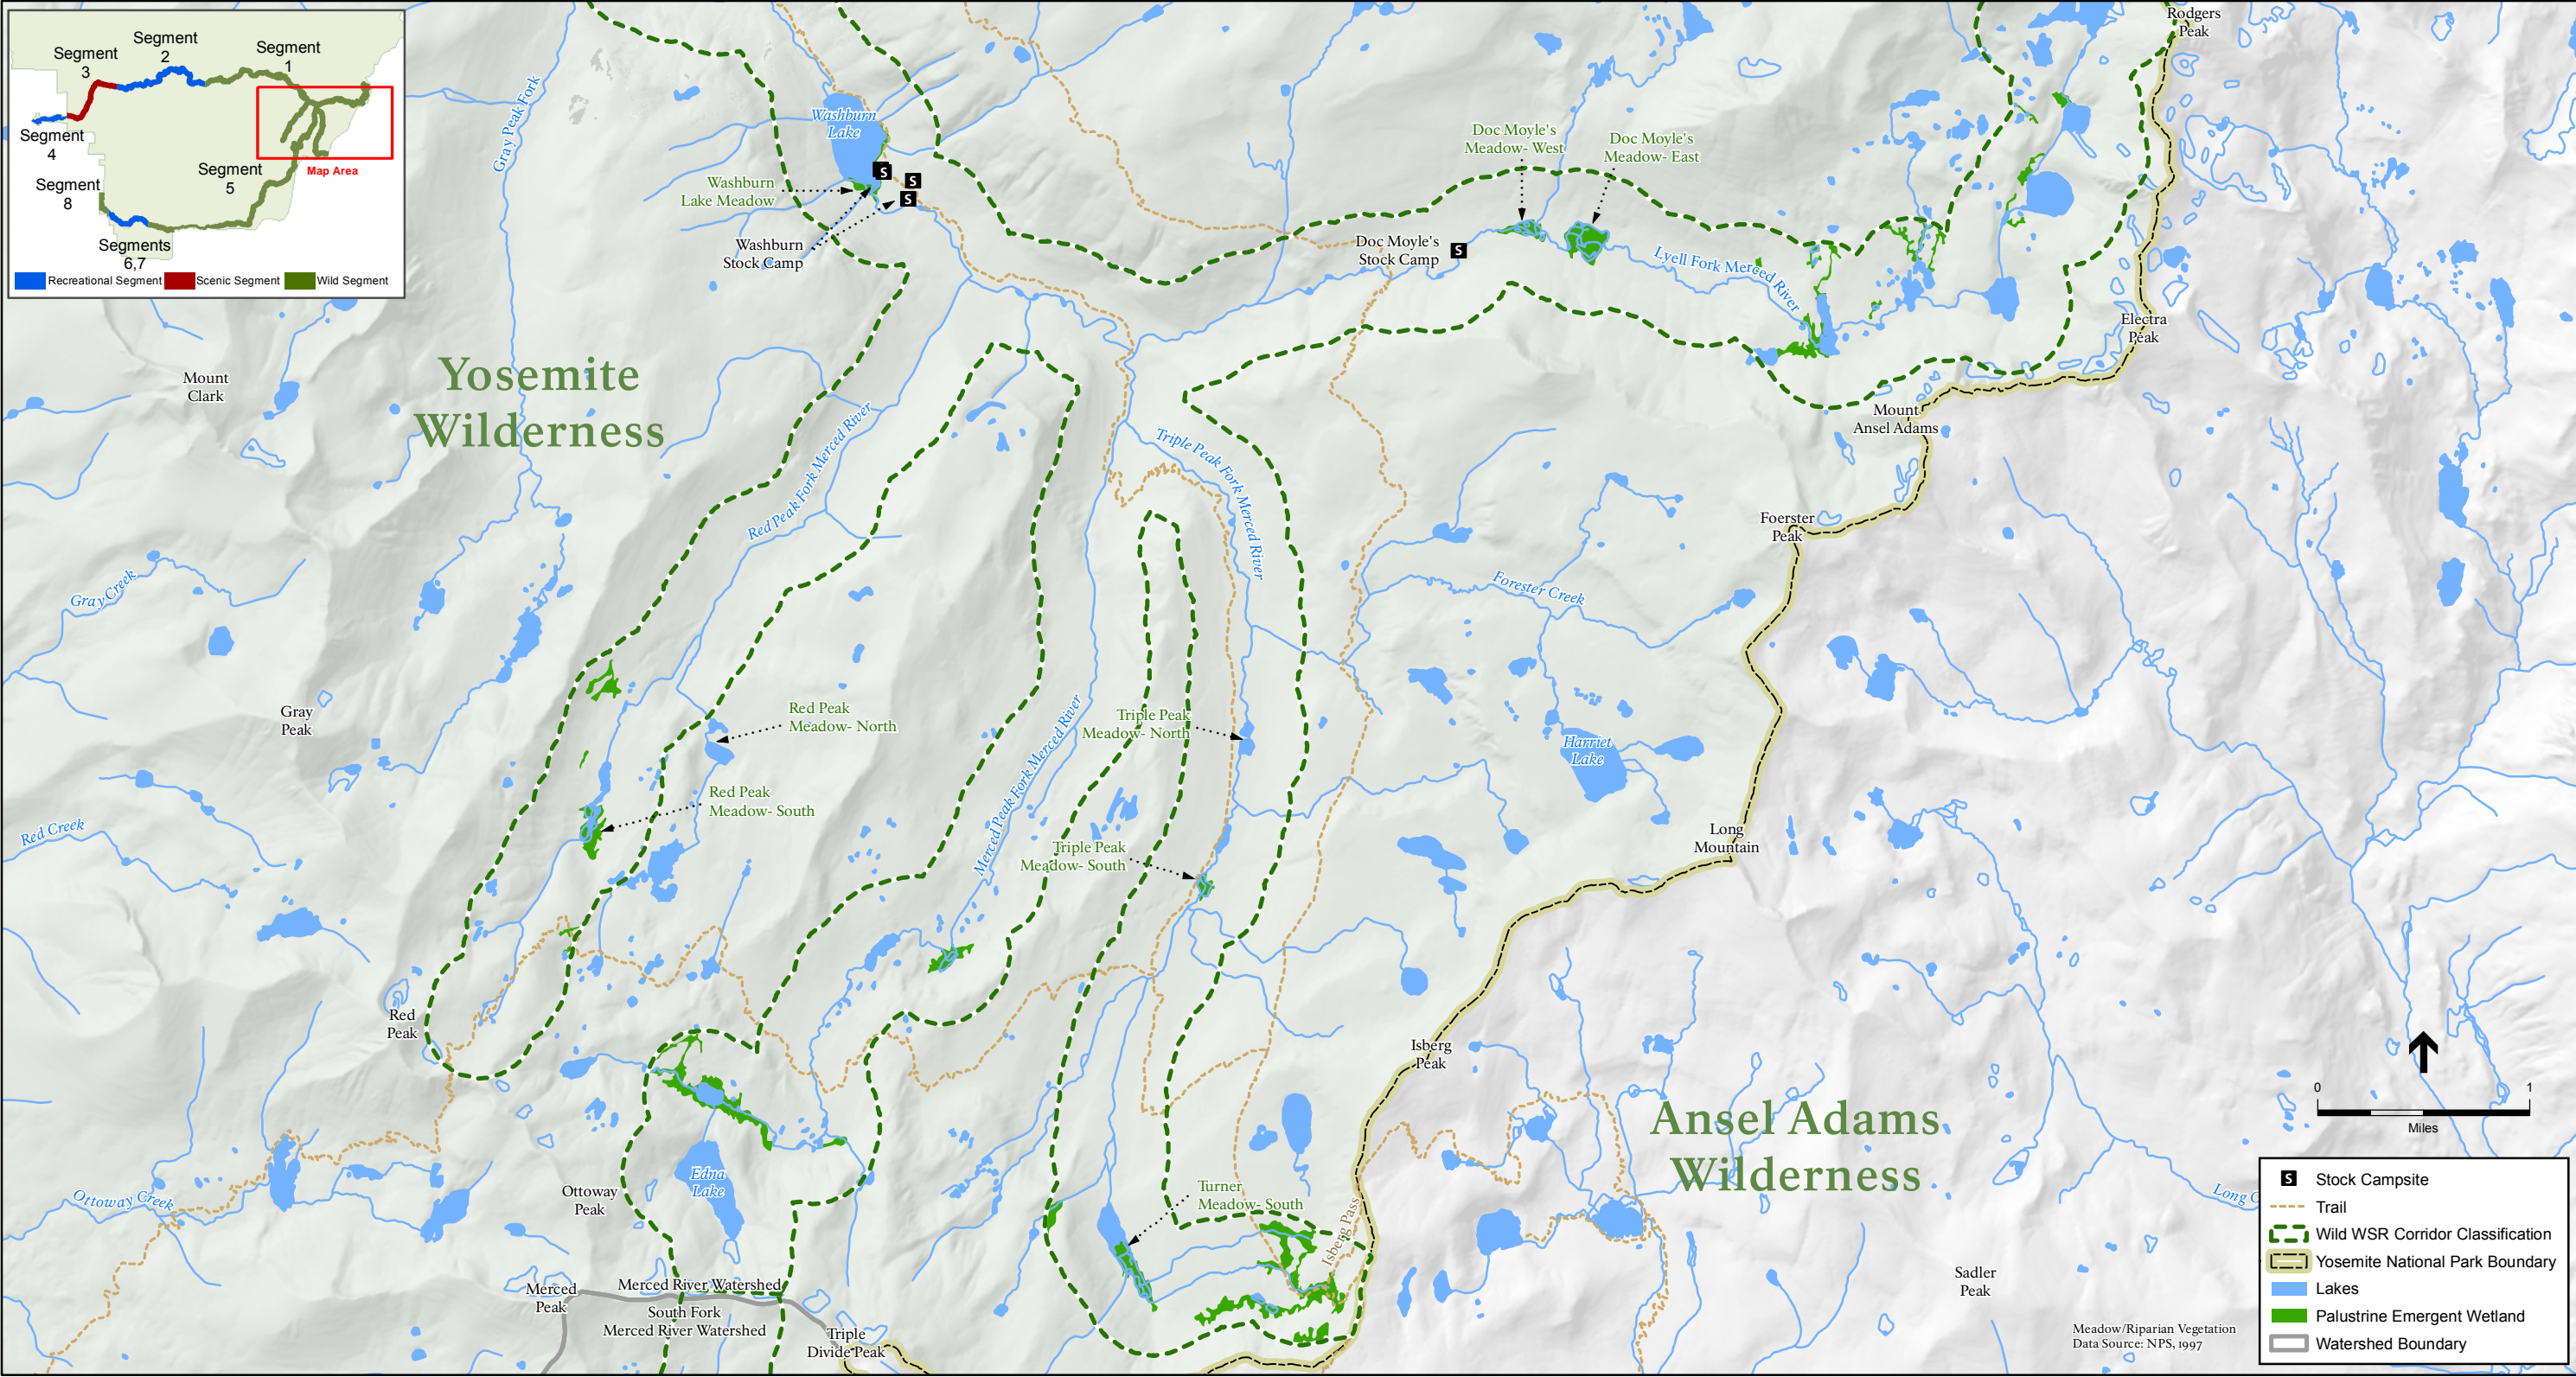 Segment
3
Segment
2
Segment
1
Segment
4
Segment
5
Segment
8
Segments
6,7
Map Area
Recreational Segment
Scenic Segment
Wild Segment
Rodgers
Peak
Gray Peak Fork
Washburn
Lake
Washburn
Lake Meadow
Washburn
Stock Camp
S
S
S
Doc Moyle's
Meadow- West
Doc Moyle's
Meadow- East
Doc Moyle's
Stock Camp
S
Lyell Fork Merced River
Electra
Peak
Mount
Clark
Yosemite
Wilderness
Mount
Ansel Adams
Red Peak Fork Merced River
Triple Peak Fork Merced River
Foerster
Peak
Gray Creek
Forester Creek
Gray
Peak
Red Peak
Meadow- North
Triple Peak
Meadow- North
Harriet
Lake
Merced Peak Fork Merced River
Red Peak
Meadow- South
Red Creek
Long
Mountain
Triple Peak
Meadow- South
Red
Peak
Isberg
Peak
Ansel Adams
Wilderness
Edna
Lake
Ottoway Creek
Ottoway
Peak
Turner
Meadow- South
Isberg Pass
Long C
Merced
Peak
Merced River Watershed
South Fork
Merced River Watershed
Triple
Divide Peak
Sadler
Peak
Meadow/Riparian Vegetation
Data Source: NPS, 1997
0 1
Miles
S Stock Campsite
Trail
Wild WSR Corridor Classification
Yosemite National Park Boundary
Lakes
Palustrine Emergent Wetland
Watershed Boundary